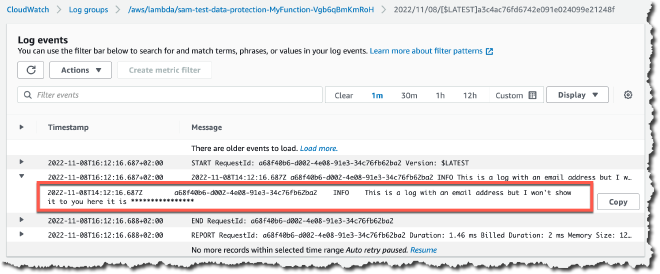 CloudWatch > Log groups > /aws/lambda/sam-test-data-protection-MyFunction-Vgb6qBmKmRoH > 2022/11/08/[$LATEST]a3c4ac76fd6742e091e024099e21248f
Log events
You can use the filter bar below to search for and match terms, phrases, or values in your log events. Learn more about filter patterns
Actions ▼ Create metric filter
Filter events Clear 1m 30m 1h 12h Custom Display ▼
Timestamp Message
There are older events to load. Load more.
2022-11-08T16:12:16.687+02:00 START RequestId: a68f40b6-d002-4e08-91e3-34c76fb62ba2 Version: $LATEST
2022-11-08T16:12:16.687+02:00 2022-11-08T14:12:16.687Z a68f40b6-d002-4e08-91e3-34c76fb62ba2 INFO This is a log with an email address but I w…
2022-11-08T14:12:16.687Z a68f40b6-d002-4e08-91e3-34c76fb62ba2 INFO This is a log with an email address but I won't show
it to you here it is ****************
Copy
2022-11-08T16:12:16.688+02:00 END RequestId: a68f40b6-d002-4e08-91e3-34c76fb62ba2
2022-11-08T16:12:16.688+02:00 REPORT RequestId: a68f40b6-d002-4e08-91e3-34c76fb62ba2 Duration: 1.46 ms Billed Duration: 2 ms Memory Size: 12…
No more records within selected time range Auto retry paused. Resume